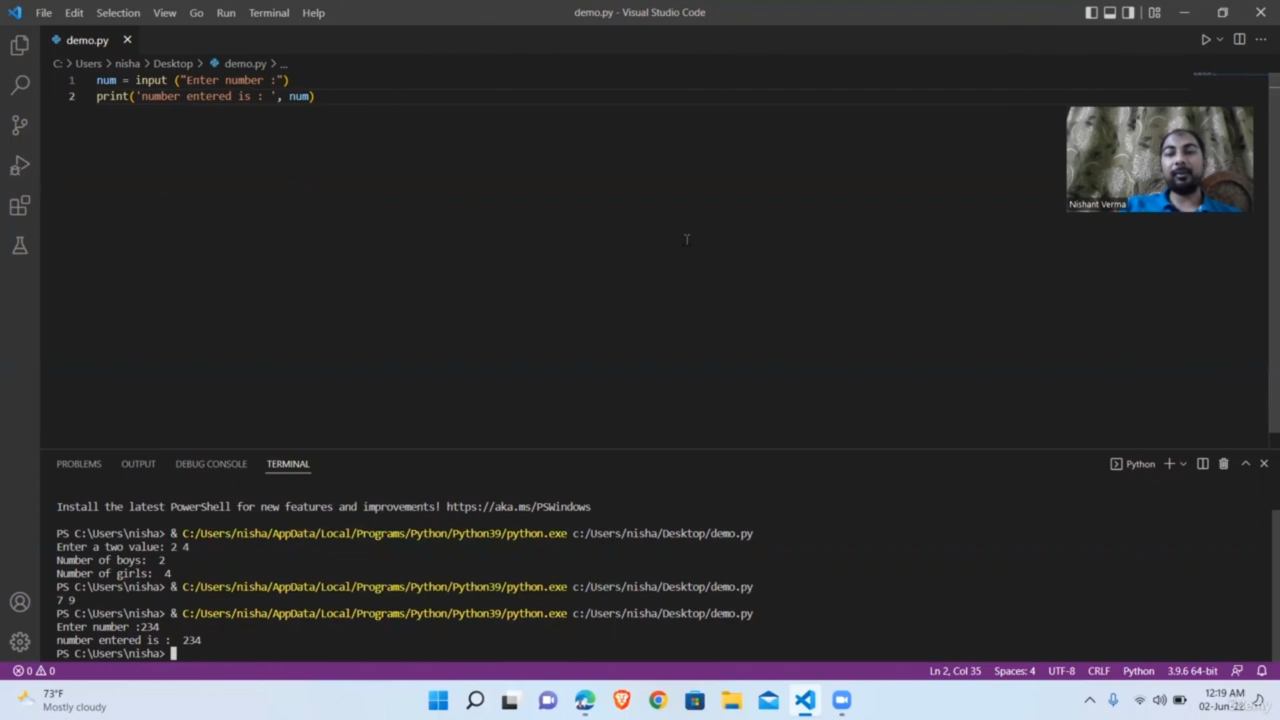 File Edit Selection View Go Run Terminal Help
demo.py - Visual Studio Code
demo.py
C: > Users > nisha > Desktop > demo.py > ...
1 num = input ("Enter number :")
2 print('number entered is : ', num)
Nishant Verma
PROBLEMS OUTPUT DEBUG CONSOLE TERMINAL
Python
Install the latest PowerShell for new features and improvements! https://aka.ms/PSWindows
PS C:\Users\nisha> & C:/Users/nisha/AppData/Local/Programs/Python/Python39/python.exe c:/Users/nisha/Desktop/demo.py
Enter a two value: 2 4
Number of boys:  2
Number of girls:  4
PS C:\Users\nisha> & C:/Users/nisha/AppData/Local/Programs/Python/Python39/python.exe c:/Users/nisha/Desktop/demo.py
7 9
PS C:\Users\nisha> & C:/Users/nisha/AppData/Local/Programs/Python/Python39/python.exe c:/Users/nisha/Desktop/demo.py
Enter number :234
number entered is :  234
PS C:\Users\nisha>
0 0
Ln 2, Col 35 Spaces: 4 UTF-8 CRLF Python 3.9.6 64-bit
73°F
Mostly cloudy
12:19 AM
02-Jun-22